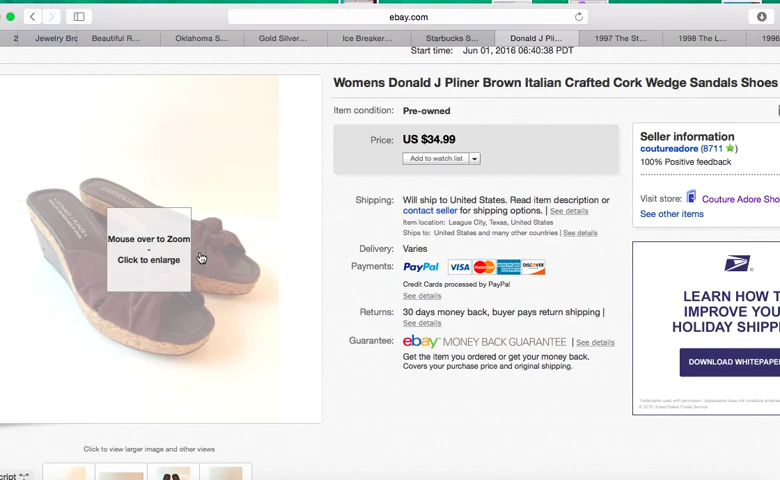 ebay.com
2
Jewelry Bro
Beautiful R...
Oklahoma S...
Gold Silver...
Ice Breaker...
Starbucks S...
Donald J Pli...
1997 The St...
1998 The L...
1996
Start time: Jun 01, 2016 06:40:38 PDT
Womens Donald J Pliner Brown Italian Crafted Cork Wedge Sandals Shoes
Item condition: Pre-owned
Price: US $34.99
Add to watch list
Shipping: Will ship to United States. Read item description or
contact seller for shipping options. | See details
Item location: League City, Texas, United States
Ships to: United States and many other countries | See details
Delivery: Varies
Payments: PayPal VISA MasterCard AMERICAN EXPRESS DISCOVER
Credit Cards processed by PayPal
See details
Returns: 30 days money back, buyer pays return shipping |
See details
Guarantee: ebay MONEY BACK GUARANTEE | See details
Get the item you ordered or get your money back.
Covers your purchase price and original shipping.
Seller information
coutureadore (8711 )
100% Positive feedback
Visit store: Couture Adore Sho
See other items
LEARN HOW T
IMPROVE YOU
HOLIDAY SHIPP
DOWNLOAD WHITEPAPE
Mouse over to Zoom
-
Click to enlarge
Click to view larger image and other views
cript ":"